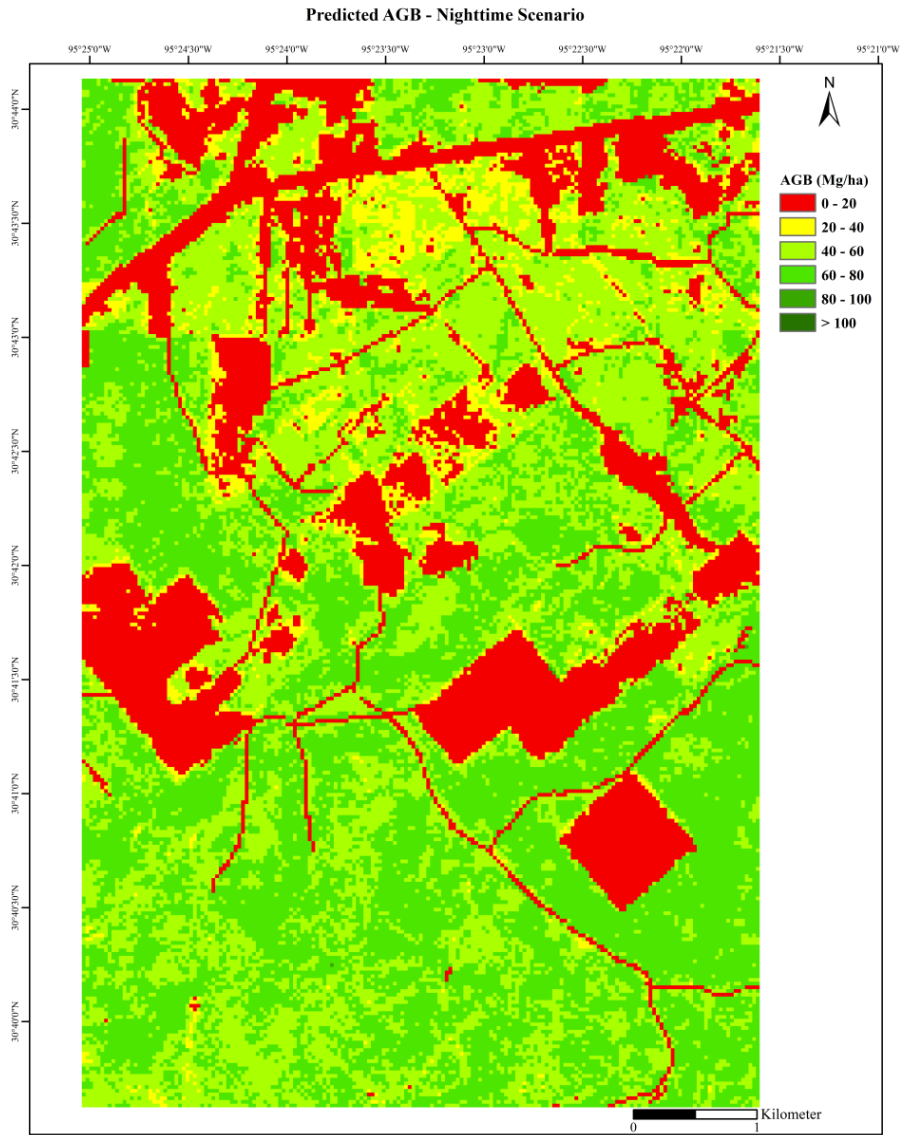 Predicted AGB - Nighttime Scenario
95°25'0"W 95°24'30"W 95°24'0"W 95°23'30"W 95°23'0"W 95°22'30"W 95°22'0"W 95°21'30"W 95°21'0"W
N
AGB (Mg/ha)
0 - 20
20 - 40
40 - 60
60 - 80
80 - 100
> 100
30°44'0"N
30°43'30"N
30°43'0"N
30°42'30"N
30°42'0"N
30°41'30"N
30°41'0"N
30°40'30"N
30°40'0"N
Kilometer
0 1